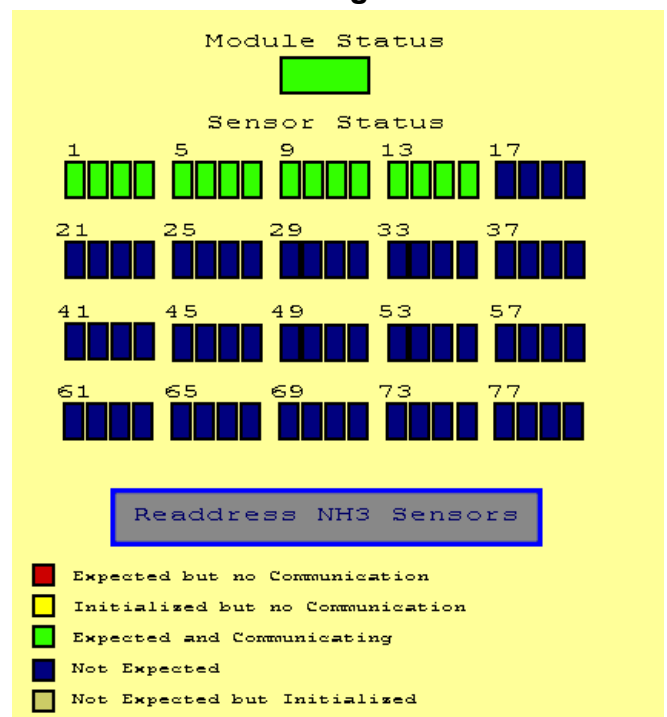 Module Status
Sensor Status
1 5 9 13 17
21 25 29 33 37
41 45 49 53 57
61 65 69 73 77
Readdress NH3 Sensors
Expected but no Communication
Initialized but no Communication
Expected and Communicating
Not Expected
Not Expected but Initialized